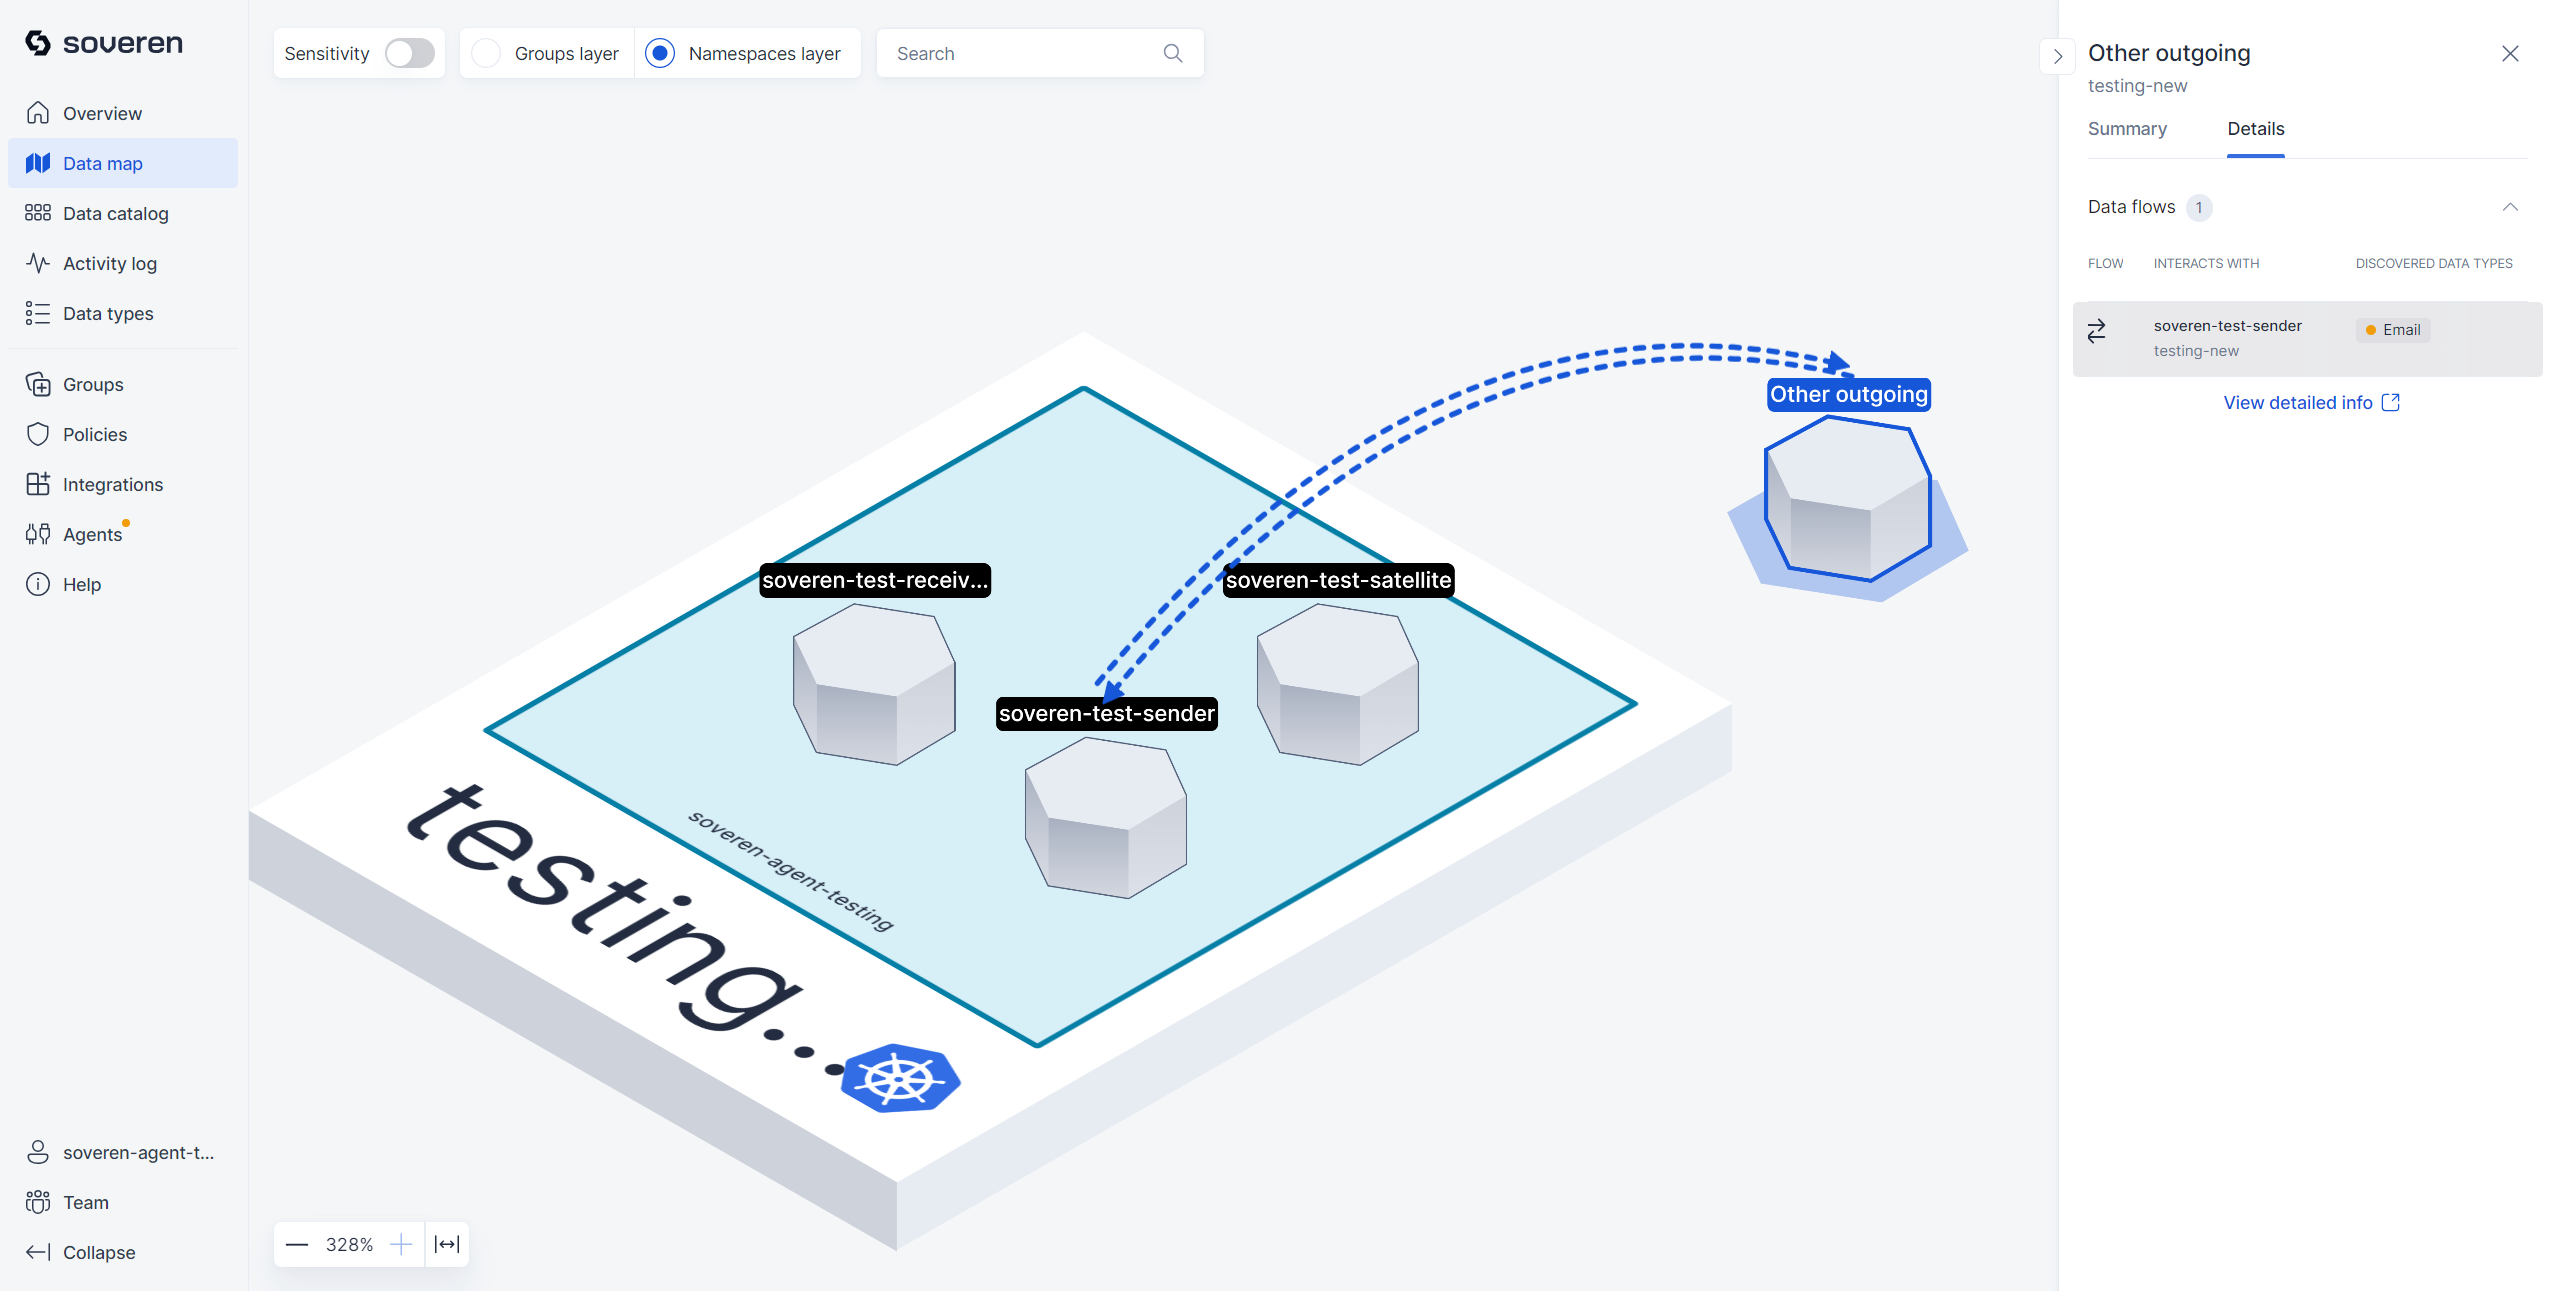 soveren
Overview
Data map
Data catalog
Activity log
Data types
Groups
Policies
Integrations
Agents
Help
soveren-agent-t...
Team
Collapse
Sensitivity
Groups layer
Namespaces layer
Search
Other outgoing
soveren-test-receiv...
soveren-test-satellite
soveren-test-sender
soveren-agent-testing
testing...
328%
Other outgoing
testing-new
Summary Details
Data flows 1
FLOW INTERACTS WITH DISCOVERED DATA TYPES
soveren-test-sender Email
testing-new
View detailed info